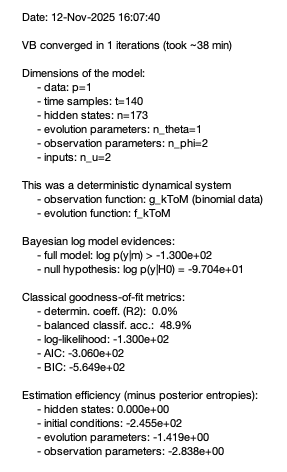 Date: 12-Nov-2025 16:07:40
VB converged in 1 iterations (took ~38 min)
Dimensions of the model:
- data: p=1
- time samples: t=140
- hidden states: n=173
- evolution parameters: n_theta=1
- observation parameters: n_phi=2
- inputs: n_u=2
This was a deterministic dynamical system
- observation function: g_kToM (binomial data)
- evolution function: f_kToM
Bayesian log model evidences:
- full model: log p(y|m) > -1.300e+02
- null hypothesis: log p(y|H0) = -9.704e+01
Classical goodness-of-fit metrics:
- determin. coeff. (R2): 0.0%
- balanced classif. acc.: 48.9%
- log-likelihood: -1.300e+02
- AIC: -3.060e+02
- BIC: -5.649e+02
Estimation efficiency (minus posterior entropies):
- hidden states: 0.000e+00
- initial conditions: -2.455e+02
- evolution parameters: -1.419e+00
- observation parameters: -2.838e+00